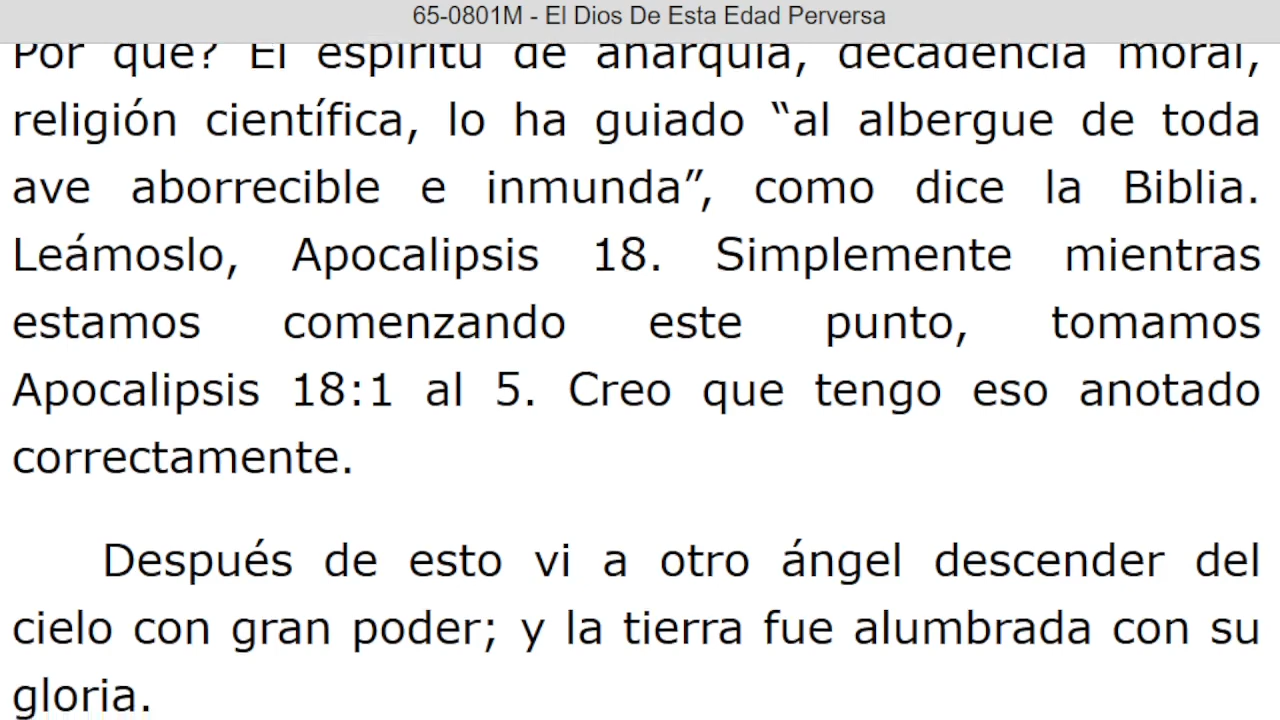 65-0801M - El Dios De Esta Edad Perversa
Por qué? El espíritu de anarquía, decadencia moral,
religión científica, lo ha guiado “al albergue de toda
ave aborrecible e inmunda”, como dice la Biblia.
Leámoslo, Apocalipsis 18. Simplemente mientras
estamos comenzando este punto, tomamos
Apocalipsis 18:1 al 5. Creo que tengo eso anotado
correctamente.
Después de esto vi a otro ángel descender del
cielo con gran poder; y la tierra fue alumbrada con su
gloria.